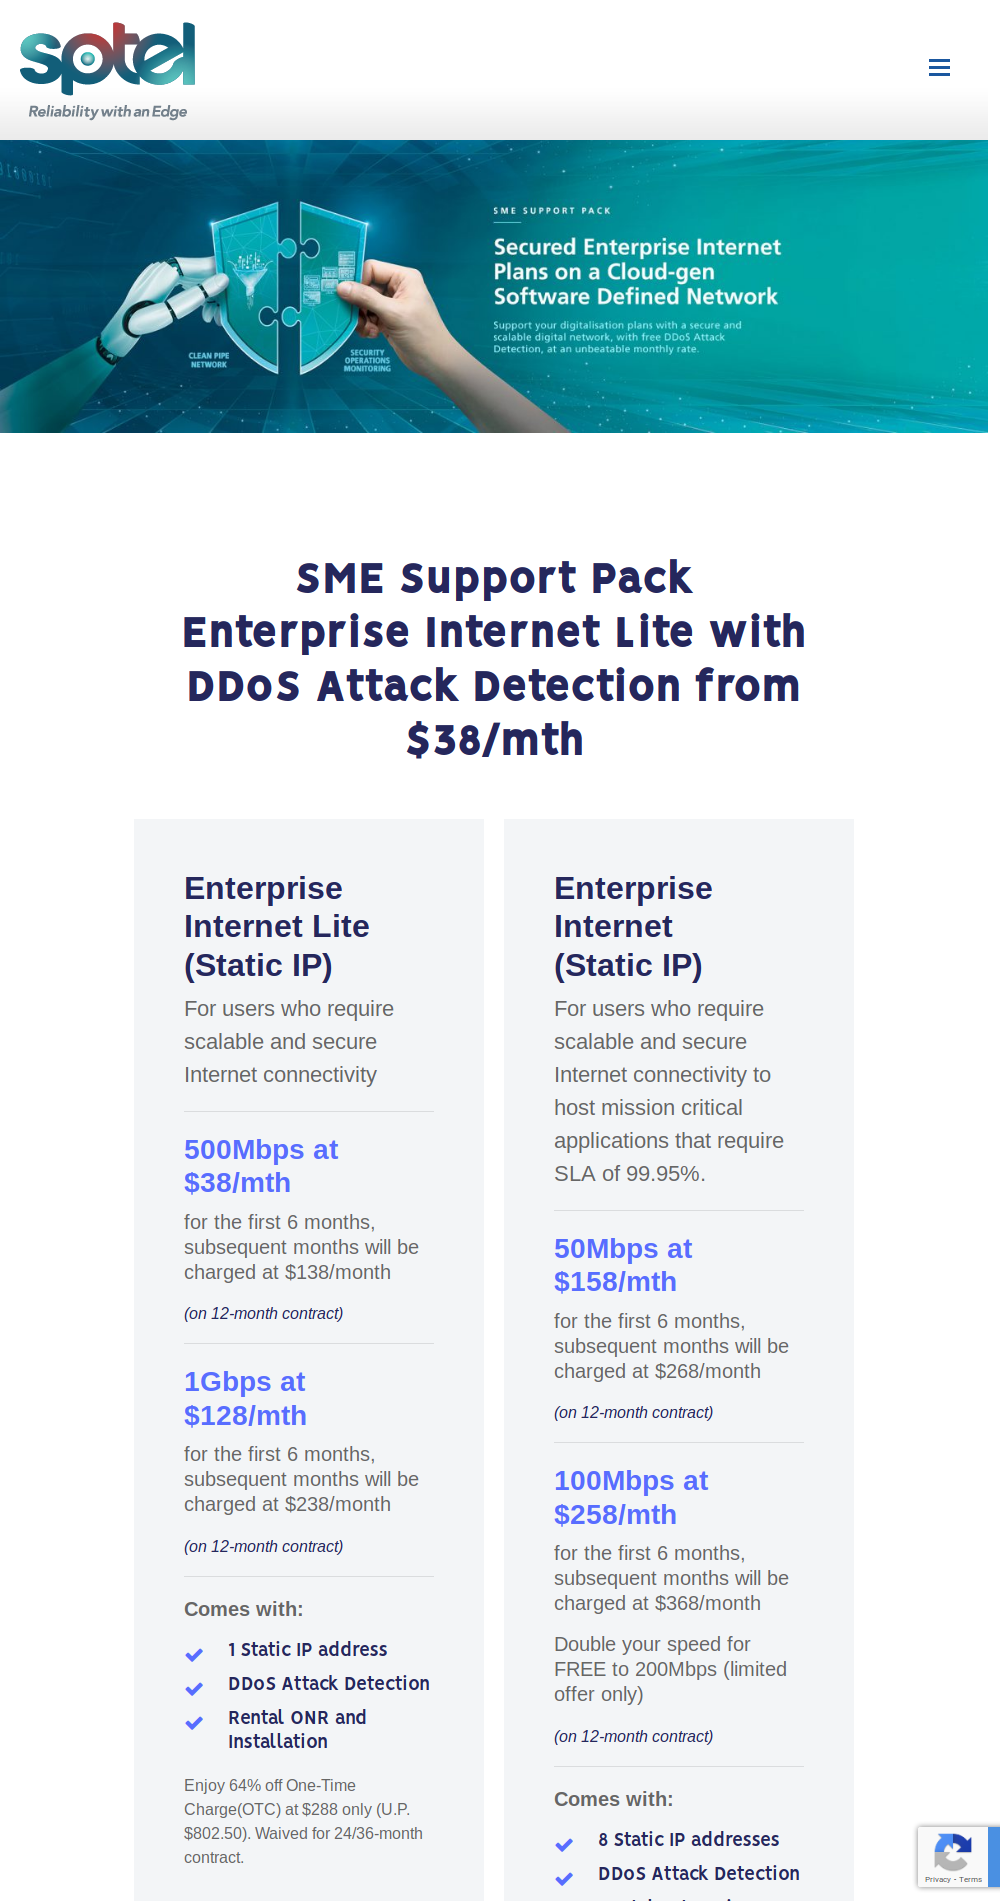 sptel
Reliability with an Edge
CLEAN PIPE
NETWORK
SECURITY
OPERATIONS
MONITORING
SME SUPPORT PACK
Secured Enterprise Internet
Plans on a Cloud-gen
Software Defined Network
Support your digitalisation plans with a secure and
scalable digital network, with free DDoS Attack
Detection, at an unbeatable monthly rate.
SME Support Pack
Enterprise Internet Lite with
DDoS Attack Detection from
$38/mth
Enterprise
Internet Lite
(Static IP)
For users who require
scalable and secure
Internet connectivity
500Mbps at
$38/mth
for the first 6 months,
subsequent months will be
charged at $138/month
(on 12-month contract)
1Gbps at
$128/mth
for the first 6 months,
subsequent months will be
charged at $238/month
(on 12-month contract)
Comes with:
1 Static IP address
DDoS Attack Detection
Rental ONR and
Installation
Enjoy 64% off One-Time
Charge(OTC) at $288 only (U.P.
$802.50). Waived for 24/36-month
contract.
Enterprise
Internet
(Static IP)
For users who require
scalable and secure
Internet connectivity to
host mission critical
applications that require
SLA of 99.95%.
50Mbps at
$158/mth
for the first 6 months,
subsequent months will be
charged at $268/month
(on 12-month contract)
100Mbps at
$258/mth
for the first 6 months,
subsequent months will be
charged at $368/month
Double your speed for
FREE to 200Mbps (limited
offer only)
(on 12-month contract)
Comes with:
8 Static IP addresses
DDoS Attack Detection
Privacy - Terms